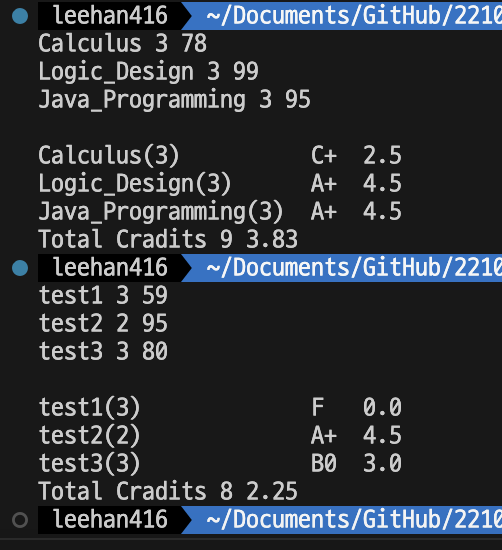 leehan416 ~/Documents/GitHub/2210
Calculus 3 78
Logic_Design 3 99
Java_Programming 3 95
Calculus(3) C+ 2.5
Logic_Design(3) A+ 4.5
Java_Programming(3) A+ 4.5
Total Cradits 9 3.83
leehan416 ~/Documents/GitHub/2210
test1 3 59
test2 2 95
test3 3 80
test1(3) F 0.0
test2(2) A+ 4.5
test3(3) B0 3.0
Total Cradits 8 2.25
leehan416 ~/Documents/GitHub/2210